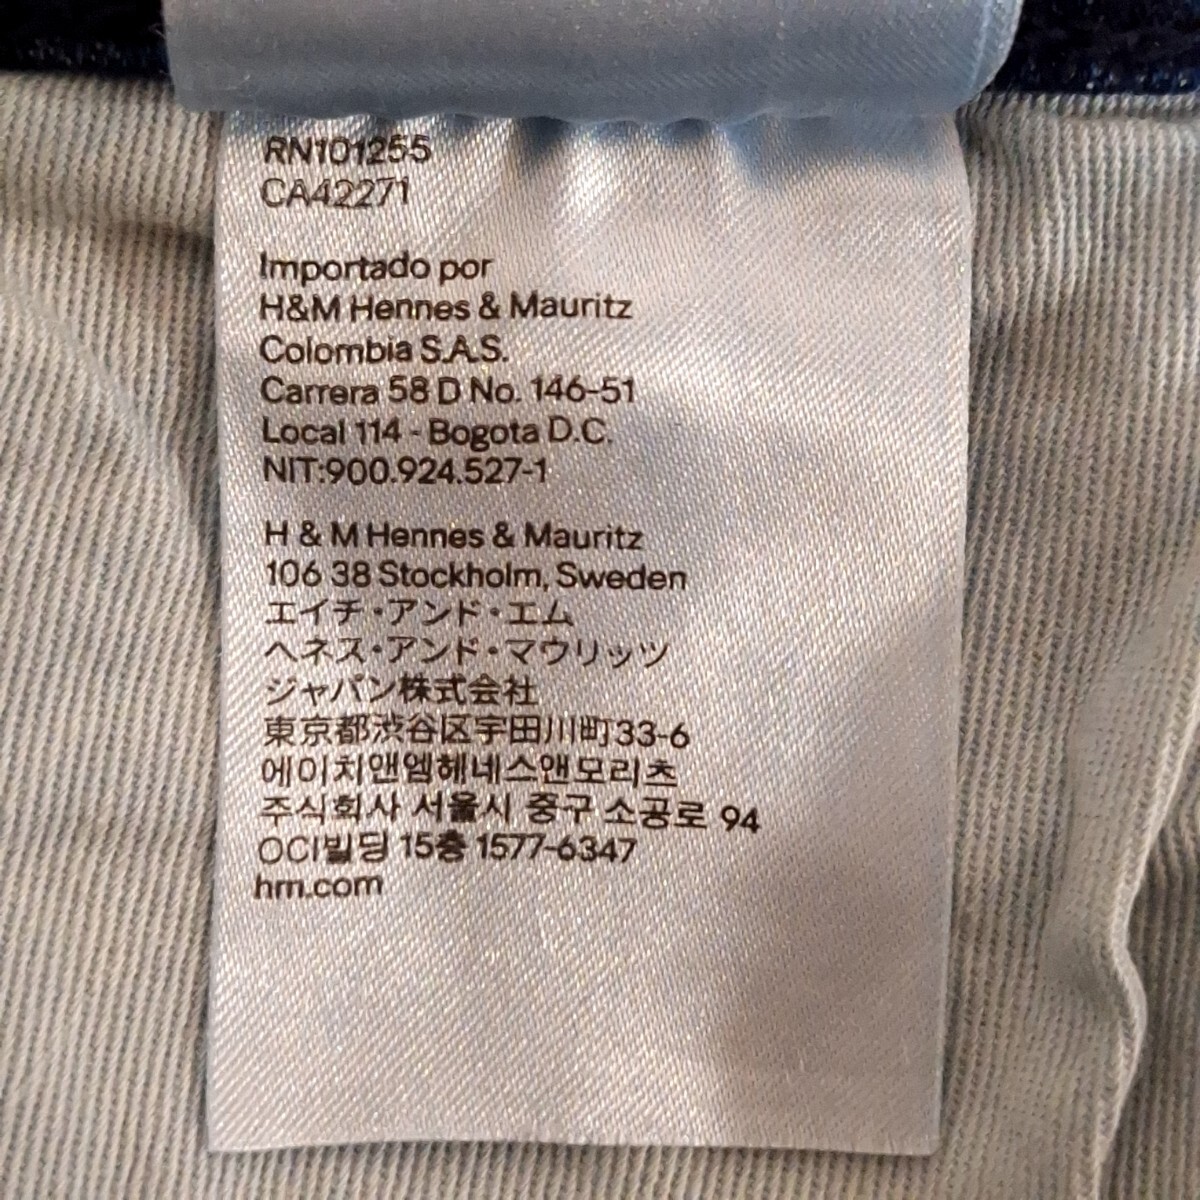 RN101255
CA42271
Importado por
H&M Hennes & Mauritz
Colombia S.A.S.
Carrera 58 D No. 146-51
Local 114 - Bogota D.C.
NIT:900.924.527-1
H & M Hennes & Mauritz
106 38 Stockholm, Sweden
エイチ・アンド・エム
ヘネス・アンド・マウリッツ
ジャパン株式会社
東京都渋谷区宇田川町33-6
에이치앤엠헤네스앤모리츠
주식회사 서울시 중구 소공로 94
OCI빌딩 15층 1577-6347
hm.com